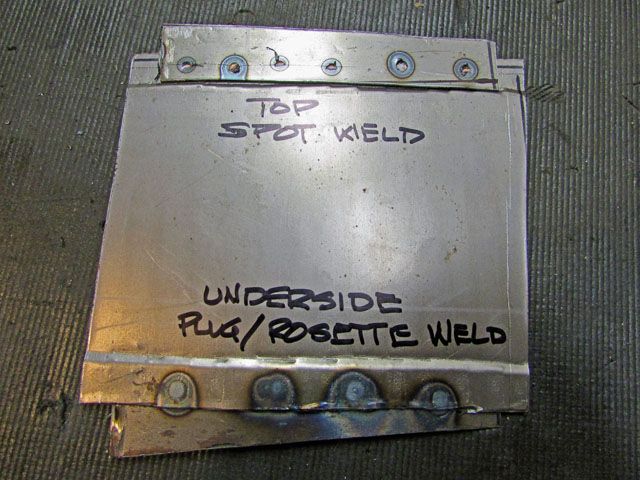 TOP
SPOT WELD
UNDERSIDE
PLUG/ROSETTE WELD